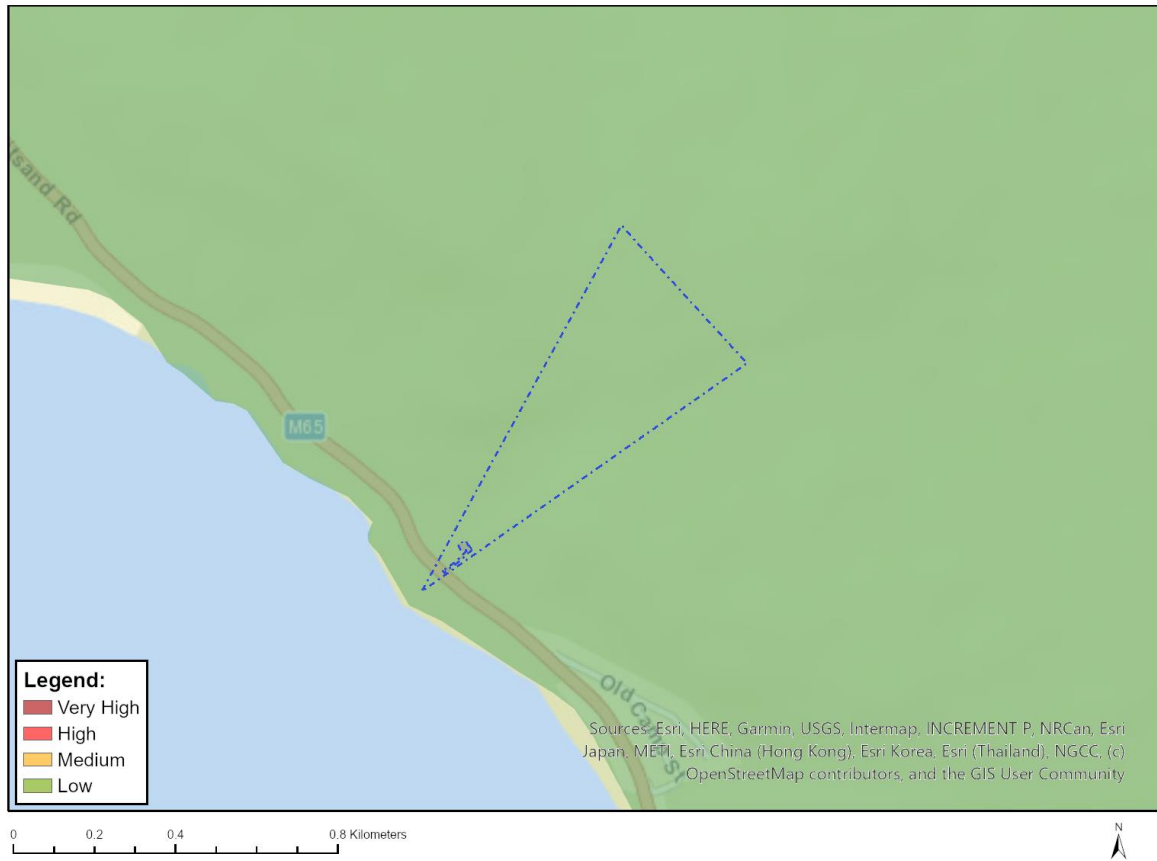 Rd
M65
Old Camp St
Legend:
Very High
High
Medium
Low
Sources: Esri, HERE, Garmin, USGS, Intermap, INCREMENT P, NRCan, Esri
Japan, METI, Esri China (Hong Kong), Esri Korea, Esri (Thailand), NGCC, (c)
OpenStreetMap contributors, and the GIS User Community
0 0.2 0.4 0.8 Kilometers
N